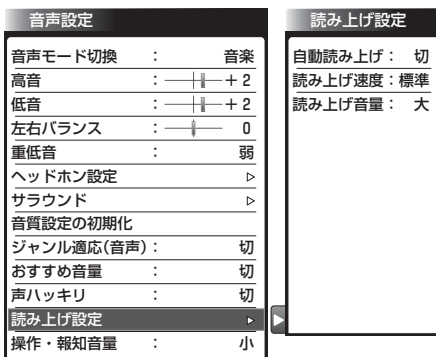 音声設定
音声モード切換 : 音楽
高音 : +2
低音 : +2
左右バランス : 0
重低音 : 弱
ヘッドホン設定
サラウンド
音質設定の初期化
ジャンル適応(音声) : 切
おすすめ音量 : 切
声ハッキリ : 切
読み上げ設定
操作・報知音量 : 小
読み上げ設定
自動読み上げ : 切
読み上げ速度 : 標準
読み上げ音量 : 大